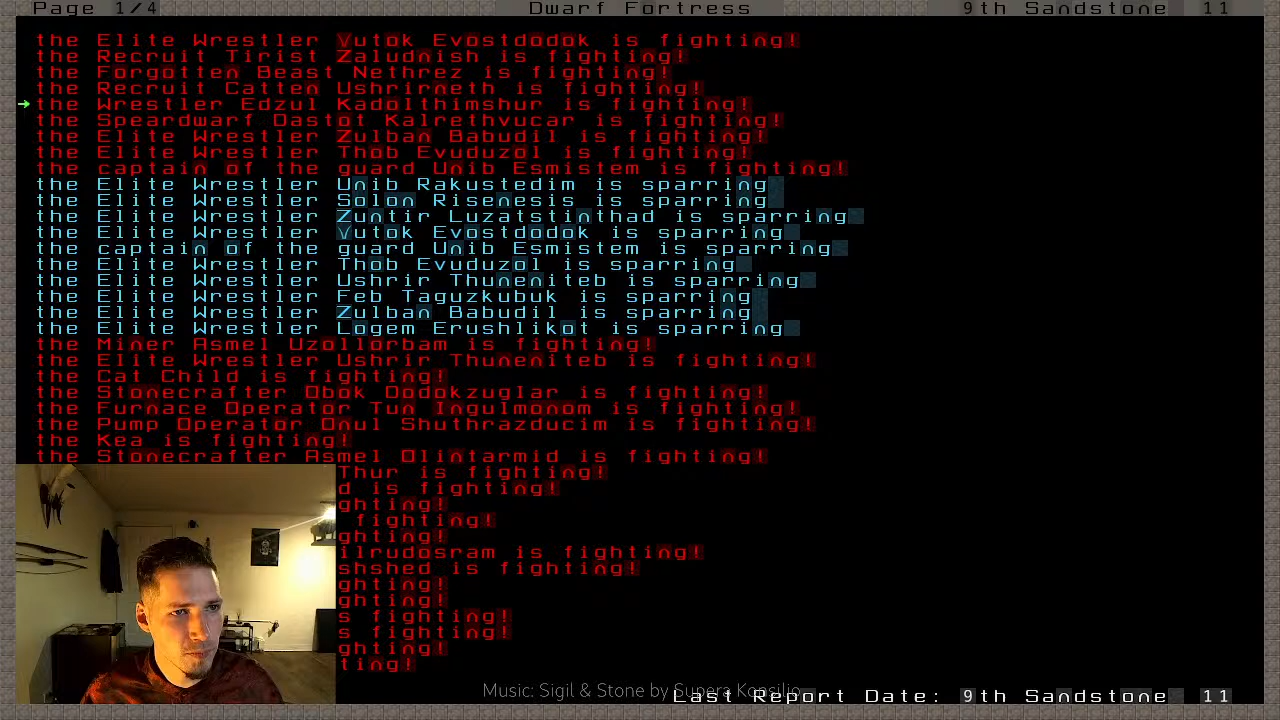 Page 1/4 Dwarf Fortress 9th Sandstone 11
the Elite Wrestler Vutok Evostdodok is fighting!
the Recruit Tirist Zaludnish is fighting!
the Forgotten Beast Nethrez is fighting!
the Recruit Catten Ushrirneth is fighting!
the Wrestler Edzul Kadolthimshur is fighting!
the Speardwarf Dastot Kalrethvucar is fighting!
the Elite Wrestler Zulban Babudil is fighting!
the Elite Wrestler Thob Evuduzol is fighting!
the captain of the guard Unib Esmistem is fighting!
the Elite Wrestler Unib Rakustedim is sparring
the Elite Wrestler Solon Risenesis is sparring
the Elite Wrestler Zuntir Luzatstinthad is sparring
the Elite Wrestler Vutok Evostdodok is sparring
the captain of the guard Unib Esmistem is sparring
the Elite Wrestler Thob Evuduzol is sparring
the Elite Wrestler Ushrir Thuneniteb is sparring
the Elite Wrestler Feb Taguzkubuk is sparring
the Elite Wrestler Zulban Babudil is sparring
the Elite Wrestler Logem Erushlikot is sparring
the Miner Asmel Uzollorbam is fighting!
the Elite Wrestler Ushrir Thuneniteb is fighting!
the Cat Child is fighting!
the Stonecrafter Obok Dodokzuglar is fighting!
the Furnace Operator Tun Ingulmonom is fighting!
the Pump Operator Onul Shuthrazducim is fighting!
the Kea is fighting!
the Stonecrafter Asmel Olintarmid is fighting!
Thur is fighting!
d is fighting!
ghting!
fighting!
ghting!
ilrudosram is fighting!
shshed is fighting!
ghting!
ghting!
s fighting!
s fighting!
ghting!
ting!
Music: Sigil & Stone by Supera Konsilio
Last Report Date: 9th Sandstone 11